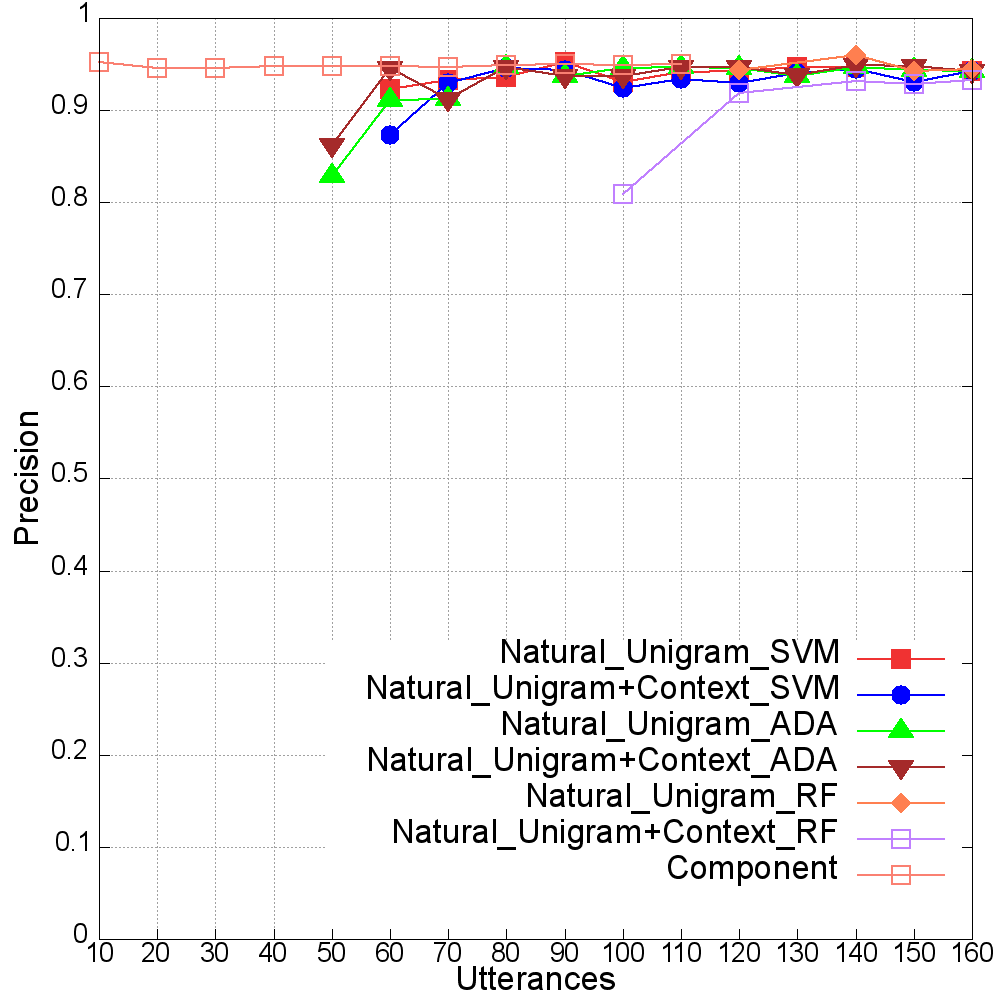 1
0.9
0.8
0.7
0.6
0.5
0.4
0.3
0.2
0.1
0
Precision
Natural_Unigram_SVM
Natural_Unigram+Context_SVM
Natural_Unigram_ADA
Natural_Unigram+Context_ADA
Natural_Unigram_RF
Natural_Unigram+Context_RF
Component
10 20 30 40 50 60 70 80 90 100 110 120 130 140 150 160
Utterances